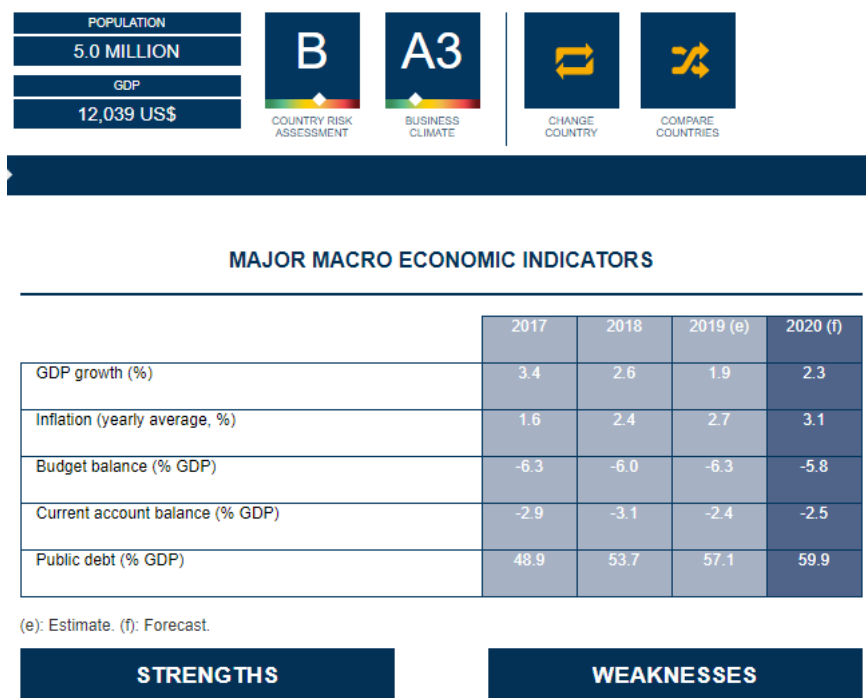 POPULATION
5.0 MILLION
GDP
12,039 US$
B
COUNTRY RISK
ASSESSMENT
A3
BUSINESS
CLIMATE
CHANGE
COUNTRY
COMPARE
COUNTRIES
MAJOR MACRO ECONOMIC INDICATORS
2017 2018 2019 (e) 2020 (f)
GDP growth (%) 3.4 2.6 1.9 2.3
Inflation (yearly average, %) 1.6 2.4 2.7 3.1
Budget balance (% GDP) -6.3 -6.0 -6.3 -5.8
Current account balance (% GDP) -2.9 -3.1 -2.4 -2.5
Public debt (% GDP) 48.9 53.7 57.1 59.9
(e): Estimate. (f): Forecast.
STRENGTHS WEAKNESSES